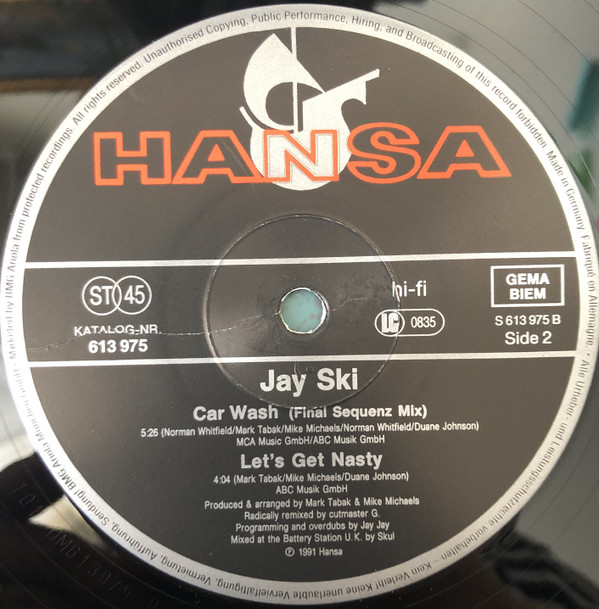 All rights reserved. Unauthorised Copying, Public Performance, Hiring, and Broadcasting of this record forbidden. Made in Germany. Fabriqué en Allemagne.
HANSA
ST 45
hi-fi
GEMA
BIEM
KATALOG-NR.
613 975
LC 0835
S 613 975 B
Side 2
Jay Ski
Car Wash (Final Sequenz Mix)
5:26 (Norman Whitfield/Mark Tabak/Mike Michaels/Norman Whitfield/Duane Johnson)
MCA Music GmbH/ABC Musik GmbH
Let's Get Nasty
4:04 (Mark Tabak/Mike Michaels/Duane Johnson)
ABC Musik GmbH
Produced & arranged by Mark Tabak & Mike Michaels
Radically remixed by cutmaster G.
Programming and overdubs by Jay Jay
Mixed at the Battery Station U.K. by Skul
℗ 1991 Hansa
Alle Urheber- und Leistungsschutzrechte vorbehalten - Kein Verleih! Keine unerlaubte Vervielfältigung, Vermietung, Aufführung, Sendung! BMG Ariola München
Marketed by BMG Ariola from protected recordings.